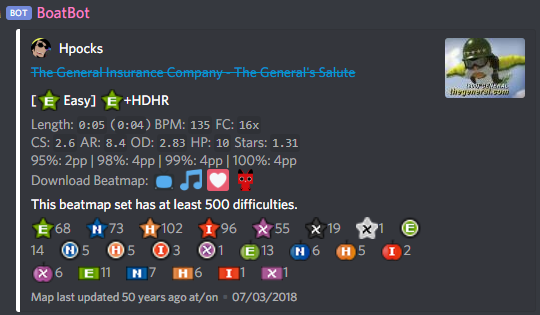 BOT BoatBot
Hpocks
The General Insurance Company - The General's Salute
[ E Easy] E +HDHR
Length: 0:05 (0:04) BPM: 135 FC: 16x
CS: 2.6 AR: 8.4 OD: 2.83 HP: 10 Stars: 1.31
95%: 2pp | 98%: 4pp | 99%: 4pp | 100%: 4pp
Download Beatmap:
This beatmap set has at least 500 difficulties.
E 68 N 73 H 102 I 96 X 55 X 19 X 1 E
14 N 5 H 5 I 3 X 1 E 13 N 6 H 5 I 2
X 6 E 11 N 7 H 6 I 1 X 1
Map last updated 50 years ago at/on • 07/03/2018
thegeneral.com